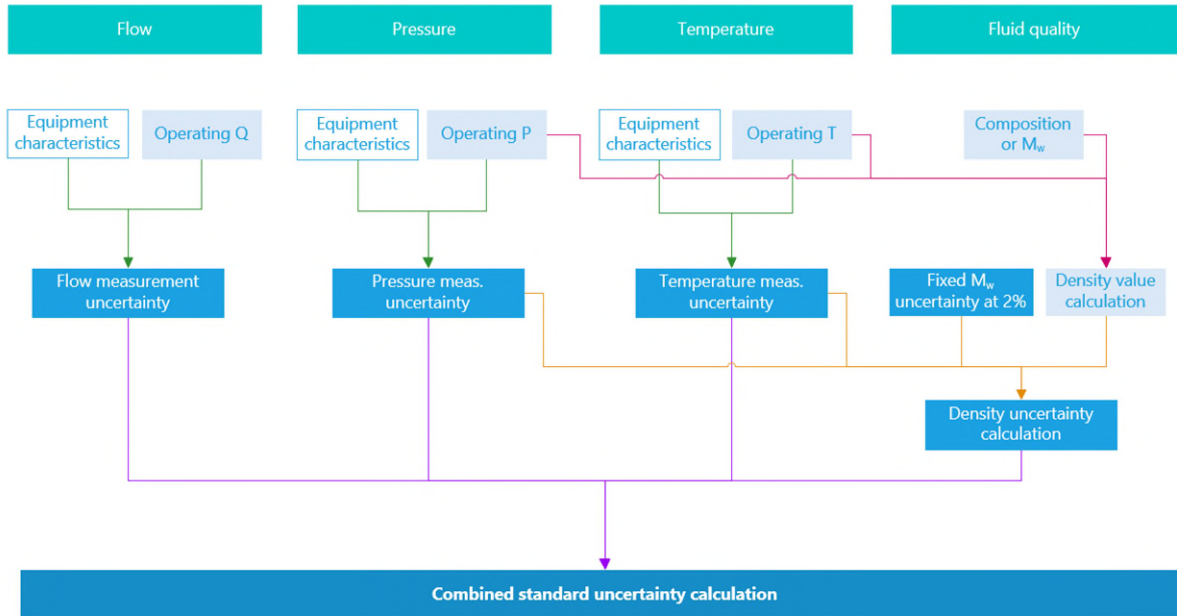 Flow
Pressure
Temperature
Fluid quality
Equipment
characteristics
Operating Q
Equipment
characteristics
Operating P
Equipment
characteristics
Operating T
Composition
or Mw
Flow measurement
uncertainty
Pressure meas.
uncertainty
Temperature meas.
uncertainty
Fixed Mw
uncertainty at 2%
Density value
calculation
Density uncertainty
calculation
Combined standard uncertainty calculation